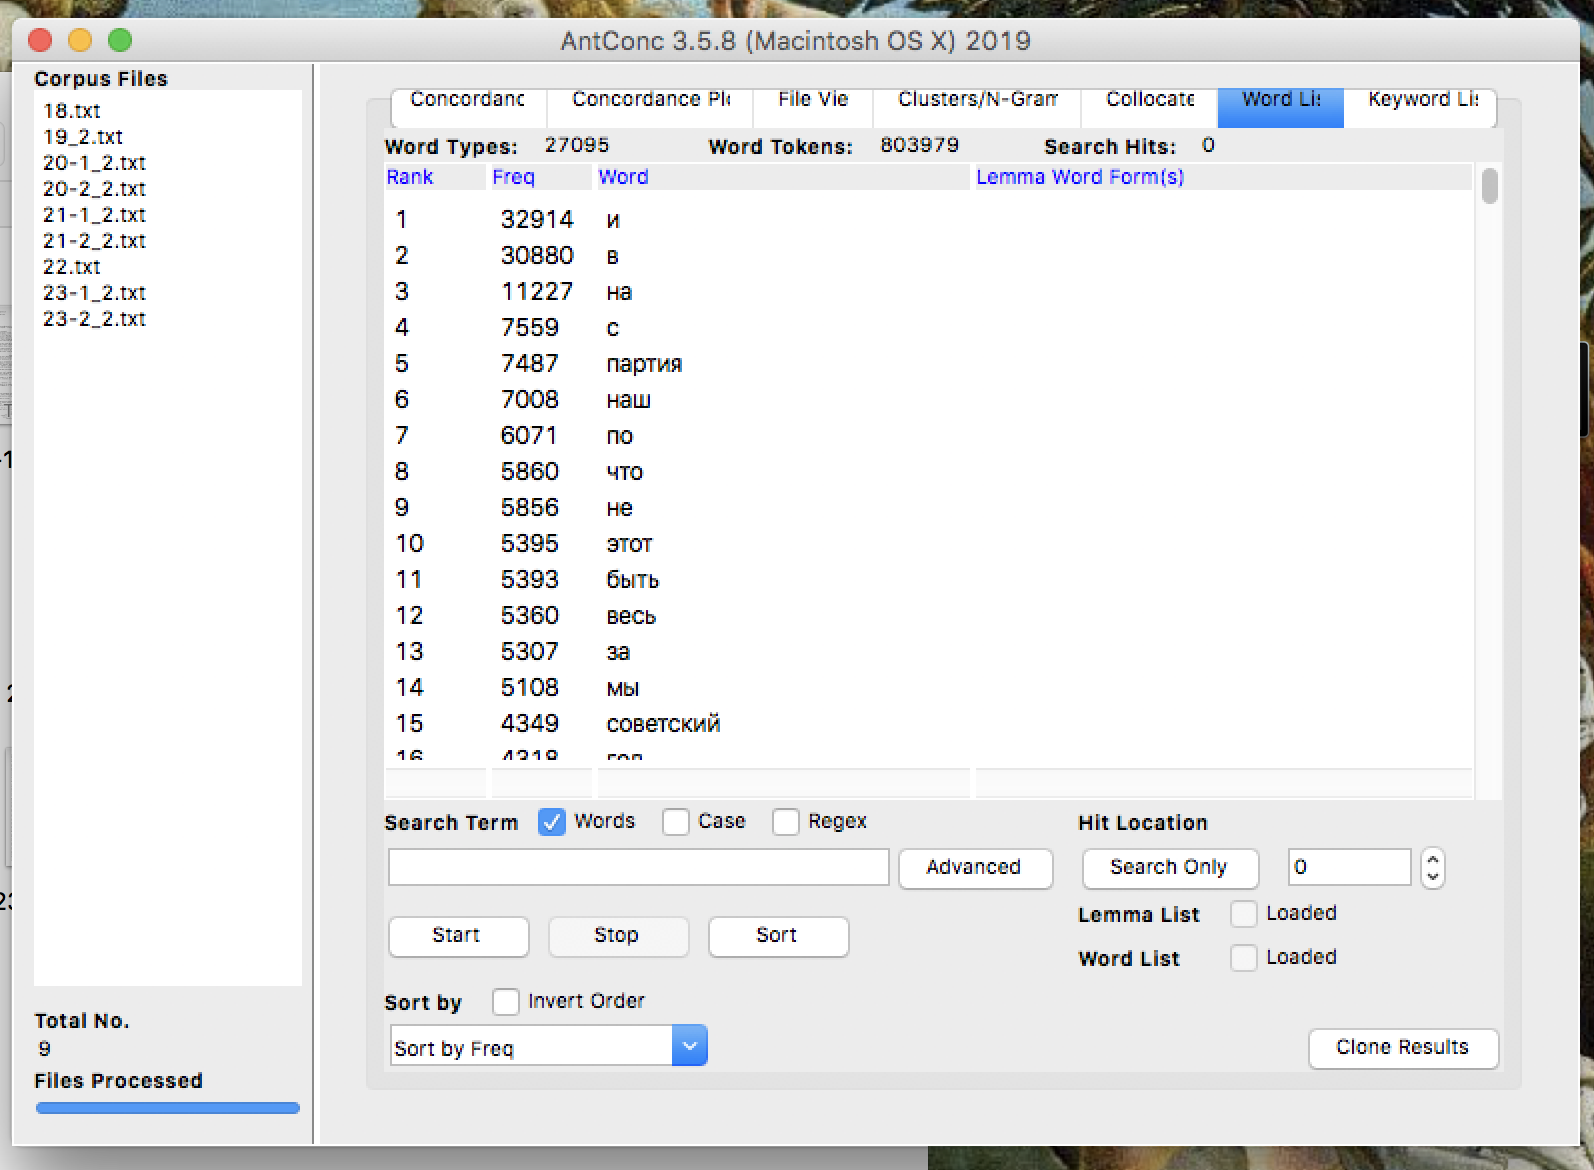 AntConc 3.5.8 (Macintosh OS X) 2019
Corpus Files
18.txt
19_2.txt
20-1_2.txt
20-2_2.txt
21-1_2.txt
21-2_2.txt
22.txt
23-1_2.txt
23-2_2.txt
Total No.
9
Files Processed
Concordanc Concordance Pl File Vie Clusters/N-Gram Collocate Word Li Keyword Li
Word Types: 27095 Word Tokens: 803979 Search Hits: 0
Rank Freq Word Lemma Word Form(s)
1 32914 и
2 30880 в
3 11227 на
4 7559 с
5 7487 партия
6 7008 наш
7 6071 по
8 5860 что
9 5856 не
10 5395 этот
11 5393 быть
12 5360 весь
13 5307 за
14 5108 мы
15 4349 советский
16 4318 год
Search Term Words Case Regex Hit Location
Advanced Search Only 0
Start Stop Sort Lemma List Loaded
Word List Loaded
Sort by Invert Order
Sort by Freq Clone Results